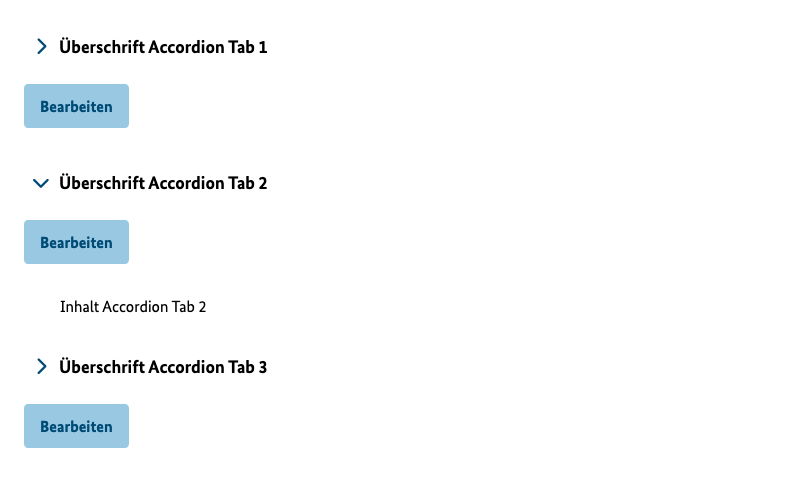 Überschrift Accordion Tab 1
Bearbeiten
Überschrift Accordion Tab 2
Bearbeiten
Inhalt Accordion Tab 2
Überschrift Accordion Tab 3
Bearbeiten